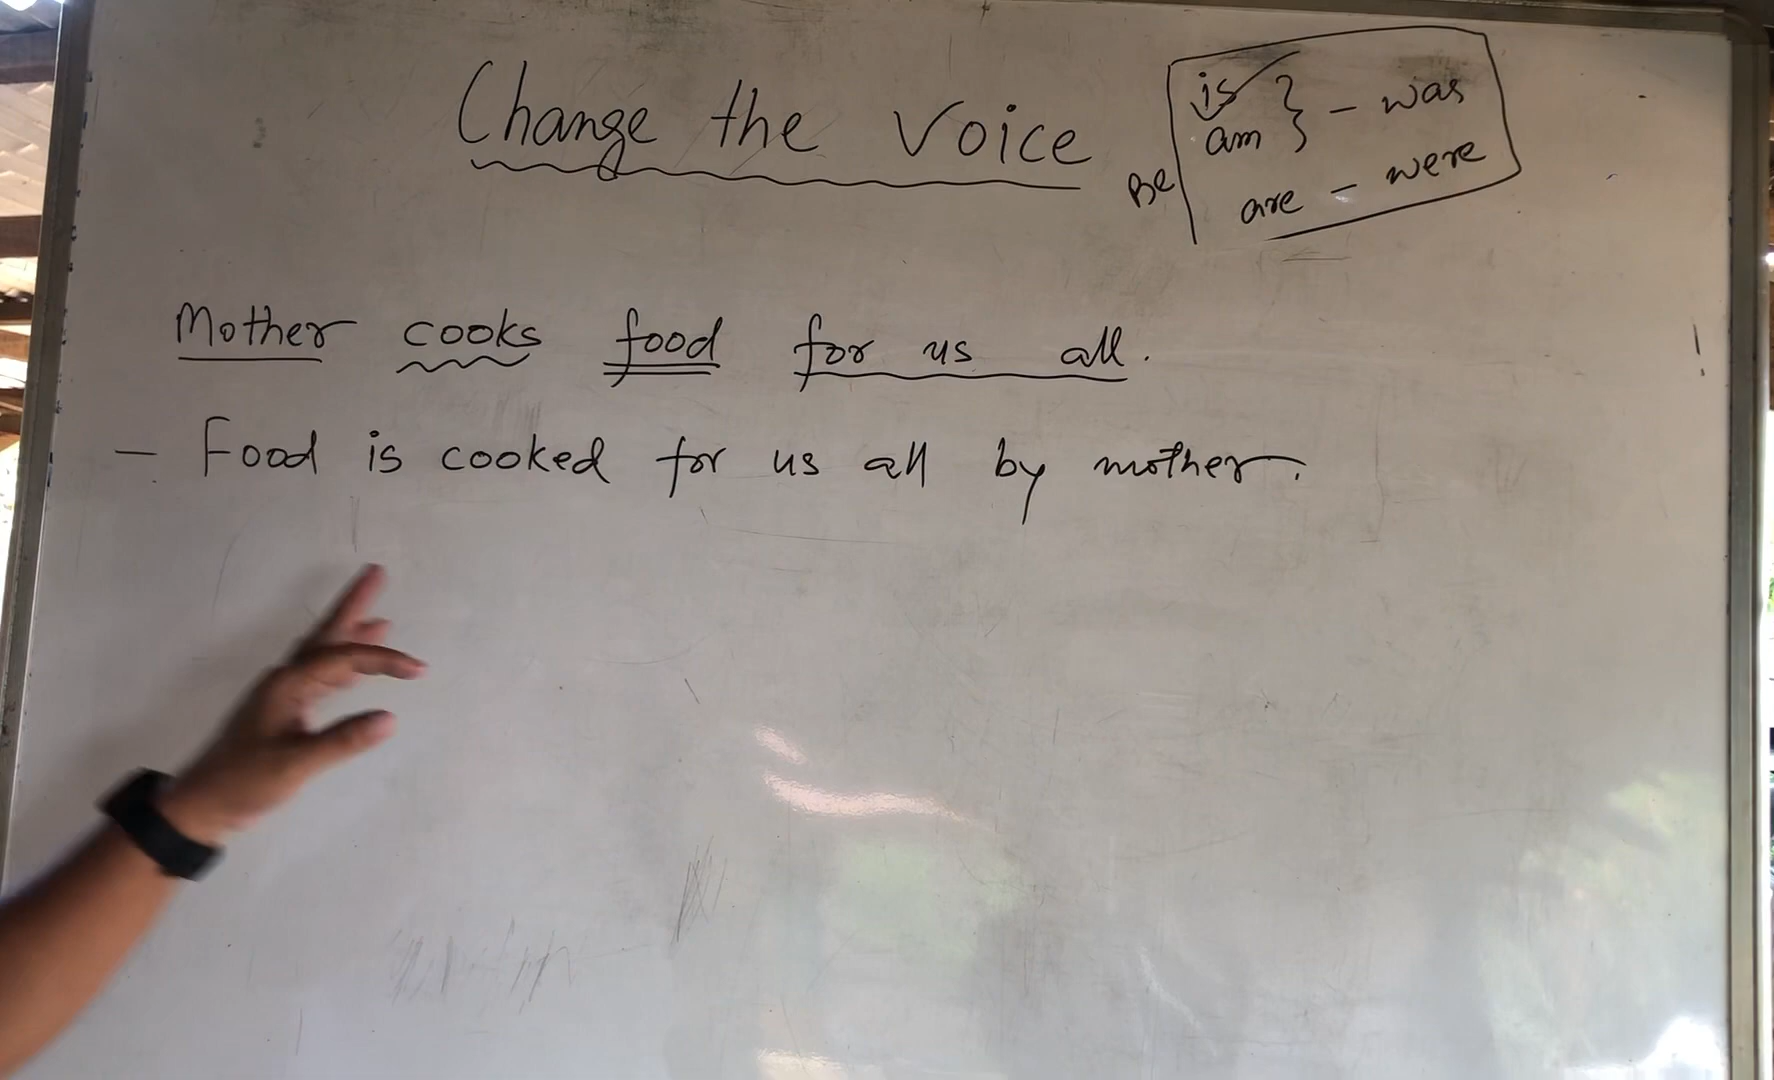 Change the Voice
is } - was
am
Be are - were
Mother cooks food for us all.
- Food is cooked for us all by mother.